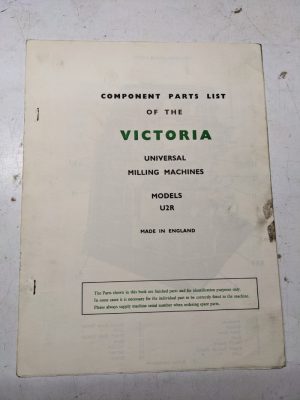 COMPONENT PARTS LIST
OF THE
VICTORIA
UNIVERSAL
MILLING MACHINES
MODELS
U2R
MADE IN ENGLAND
The Parts shown in this book are finished parts and for identification purposes only.
In some cases it is necessary for the individual part to be correctly fitted to the machine.
Please always supply machine serial number when ordering spare parts.